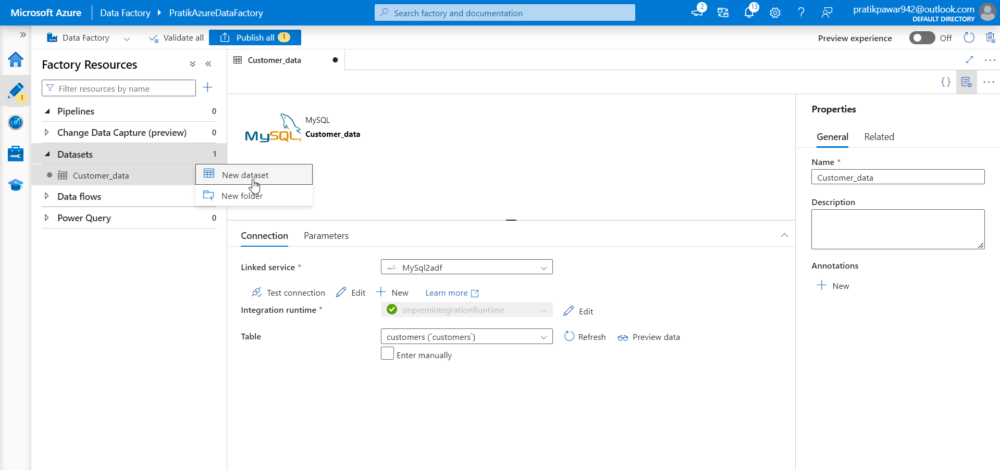 Microsoft Azure Data Factory PratikAzureDataFactory Search factory and documentation 2 13 pratikpawar942@outlook.com
DEFAULT DIRECTORY
Data Factory Validate all Publish all 1 Preview experience Off
Factory Resources
Customer_data
Filter resources by name
1
Pipelines 0
Change Data Capture (preview) 0
Datasets 1
Customer_data
New dataset
New folder
Data flows
Power Query 0
MySQL
MySQL
Customer_data
Connection Parameters
Linked service * MySql2adf
Test connection Edit New Learn more
Integration runtime * onpremintegrationRuntime Edit
Table customers (`customers`) Refresh Preview data
Enter manually
Properties
General Related
Name *
Customer_data
Description
Annotations
New